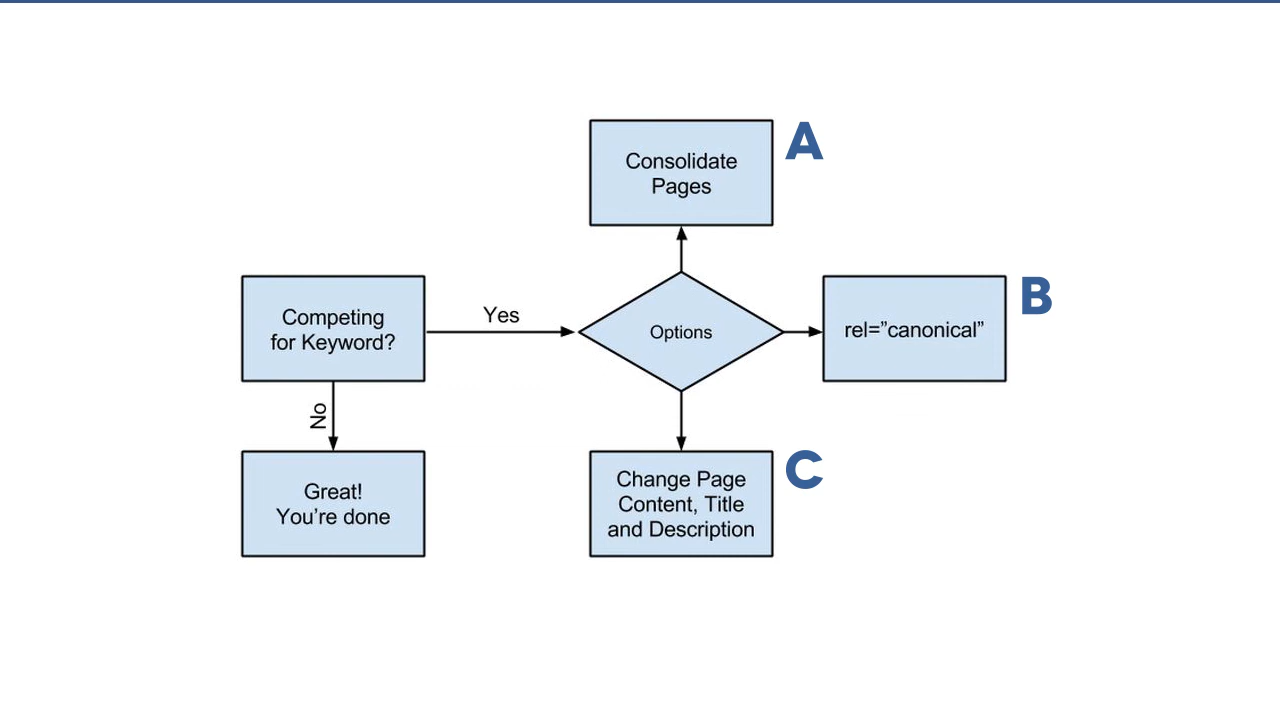 Consolidate
Pages
A
Competing
for Keyword?
Yes
Options
rel=”canonical”
B
No
Great!
You’re done
Change Page
Content, Title
and Description
C